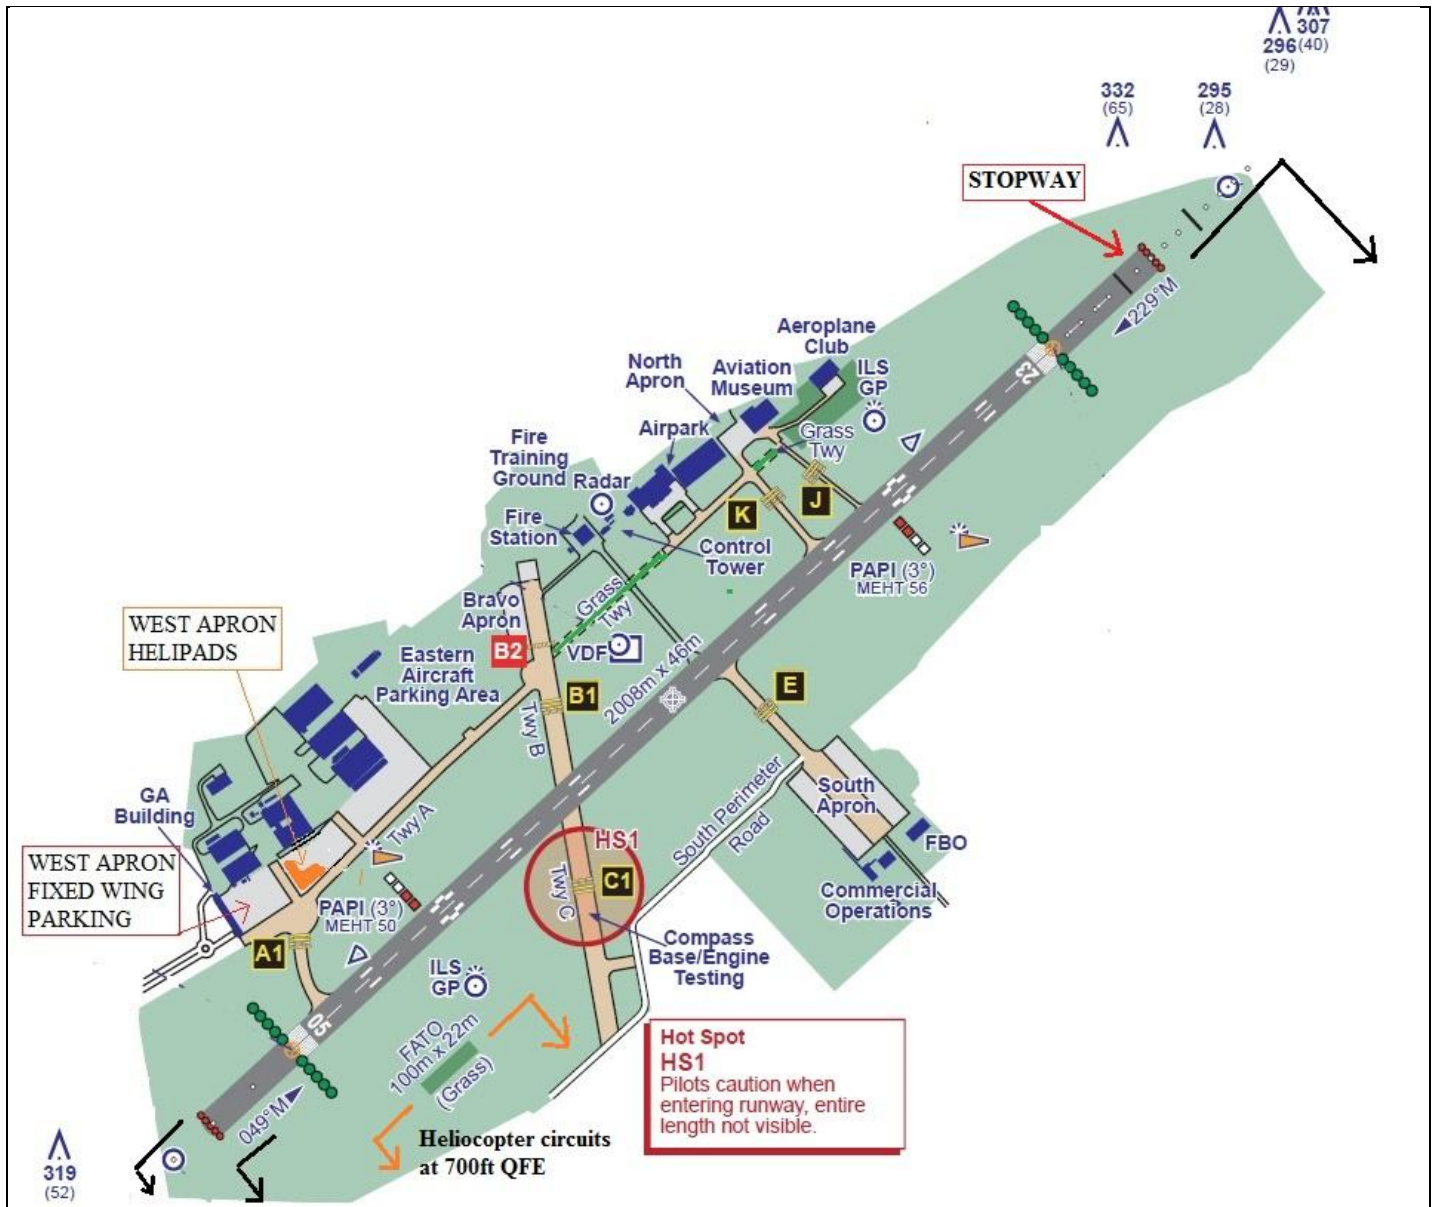 307
296 (40)
(29)
332
(65)
295
(28)
STOPWAY
229°M
23
Aeroplane
Club
North
Apron
Aviation
Museum
ILS
GP
Airpark
Grass
Twy
Fire
Training
Ground
Radar
J
K
Fire
Station
Control
Tower
PAPI (3°)
MEHT 56
Bravo
Apron
Grass
Twy
WEST APRON
HELIPADS
B2
VDF
Eastern
Aircraft
Parking Area
2008m x 46m
E
B1
Twy B
GA
Building
South
Apron
South Perimeter
Road
Twy A
HS1
FBO
WEST APRON
FIXED WING
PARKING
Twy C
C1
Commercial
Operations
PAPI (3°)
MEHT 50
A1
Compass
Base/Engine
Testing
ILS
GP
05
FATO
100m x 22m
(Grass)
Hot Spot
HS1
Pilots caution when
entering runway, entire
length not visible.
049°M
Heliocopter circuits
at 700ft QFE
319
(52)